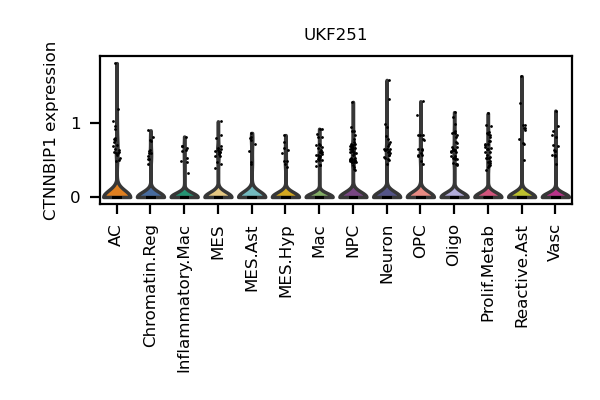 UKF251
CTNNBIP1 expression
1
0
AC
Chromatin.Reg
Inflammatory.Mac
MES
MES.Ast
MES.Hyp
Mac
NPC
Neuron
OPC
Oligo
Prolif.Metab
Reactive.Ast
Vasc